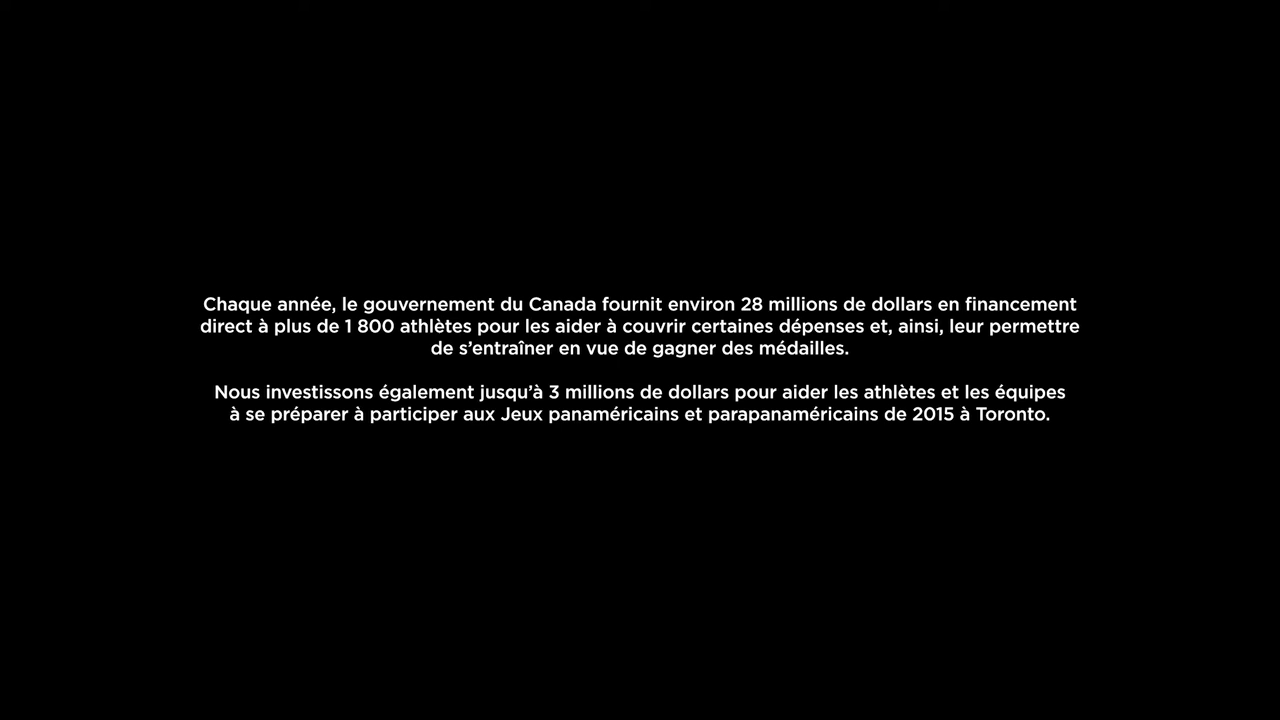 Chaque année, le gouvernement du Canada fournit environ 28 millions de dollars en financement
direct à plus de 1 800 athlètes pour les aider à couvrir certaines dépenses et, ainsi, leur permettre
de s’entraîner en vue de gagner des médailles.
Nous investissons également jusqu’à 3 millions de dollars pour aider les athlètes et les équipes
à se préparer à participer aux Jeux panaméricains et parapanaméricains de 2015 à Toronto.